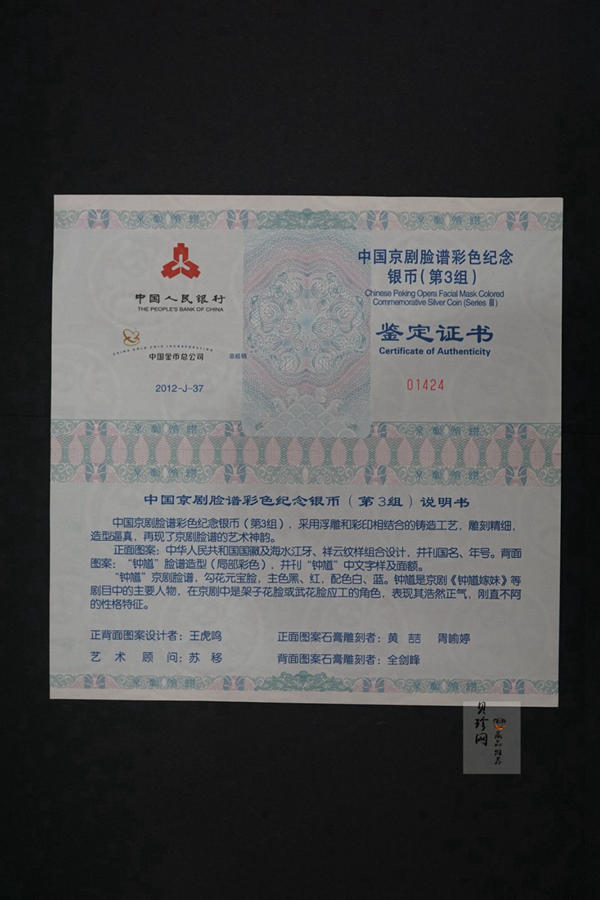 中国人民银行
THE PEOPLE'S BANK OF CHINA
CHINA GOLD COIN INCORPORATION
中国金币总公司
2012-J-37
中国京剧脸谱彩色纪念
银币(第3组)
Chinese Peking Opera Facial Mask Colored
Commemorative Silver Coin (Series Ⅲ)
鉴定证书
Certificate of Authenticity
01424
中国京剧脸谱彩色纪念银币(第3组)说明书
中国京剧脸谱彩色纪念银币(第3组),采用浮雕和彩印相结合的铸造工艺,雕刻精细,
造型逼真,再现了京剧脸谱的艺术神韵。
正面图案:中华人民共和国国徽及海水江牙、祥云纹样组合设计,并刊国名、年号。背面
图案:“钟馗”脸谱造型(局部彩色),并刊“钟馗”中文字样及面额。
“钟馗”京剧脸谱,勾花元宝脸,主色黑、红,配色白、蓝。钟馗是京剧《钟馗嫁妹》等
剧目中的主要人物,在京剧中是架子花脸或武花脸应工的角色,表现其浩然正气,刚直不阿
的性格特征。
正背面图案设计者:王虎鸣 正面图案石膏雕刻者:黄喆 周喻婷
艺术顾问:苏移 背面图案石膏雕刻者:全剑峰
贝珍网
藏品推荐